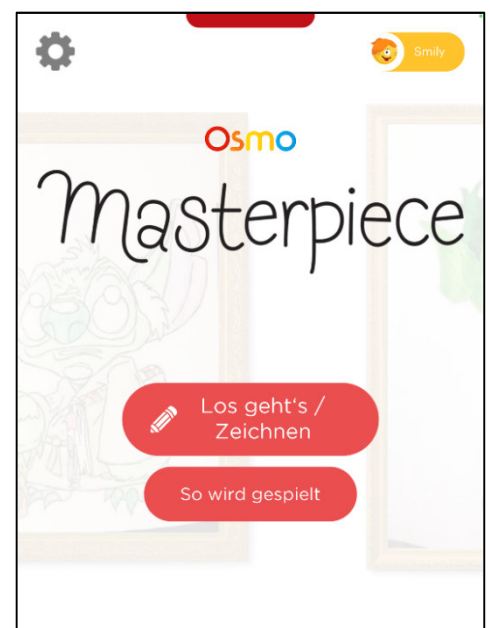 Smily
Osmo
Masterpiece
Los geht‘s /
Zeichnen
So wird gespielt